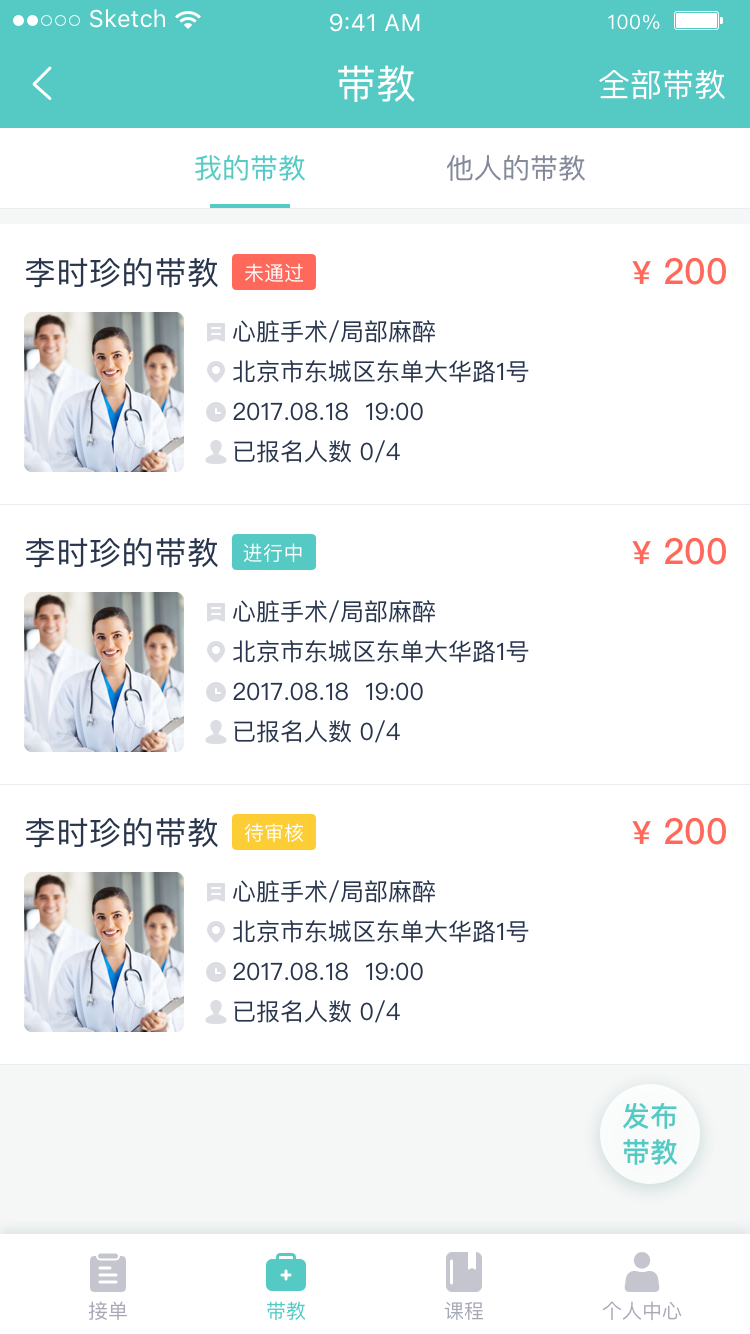 Sketch 9:41 AM 100%
带教 全部带教
我的带教 他人的带教
李时珍的带教 未通过 ¥ 200
心脏手术/局部麻醉
北京市东城区东单大华路1号
2017.08.18 19:00
已报名人数 0/4
李时珍的带教 进行中 ¥ 200
心脏手术/局部麻醉
北京市东城区东单大华路1号
2017.08.18 19:00
已报名人数 0/4
李时珍的带教 待审核 ¥ 200
心脏手术/局部麻醉
北京市东城区东单大华路1号
2017.08.18 19:00
已报名人数 0/4
发布
带教
接单 带教 课程 个人中心